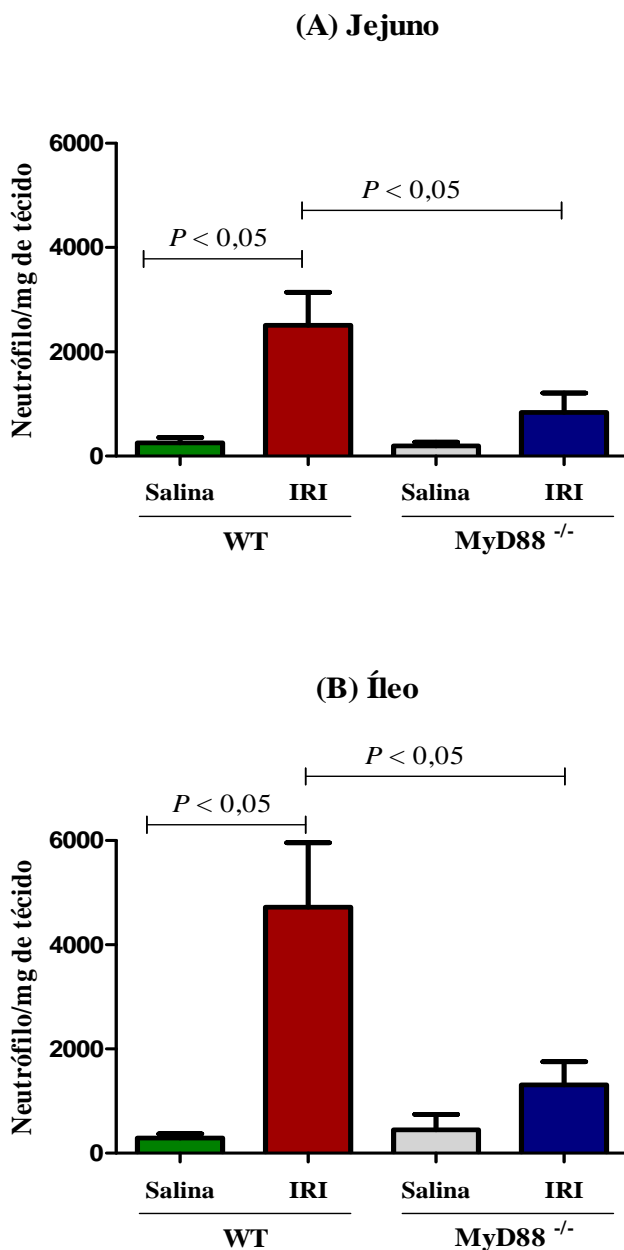 (A) Jejuno
Neutrófilo/mg de técido
6000
4000
2000
0
P < 0,05
P < 0,05
Salina IRI Salina IRI
WT MyD88 -/-
(B) Íleo
Neutrófilo/mg de técido
6000
4000
2000
0
P < 0,05
P < 0,05
Salina IRI Salina IRI
WT MyD88 -/-